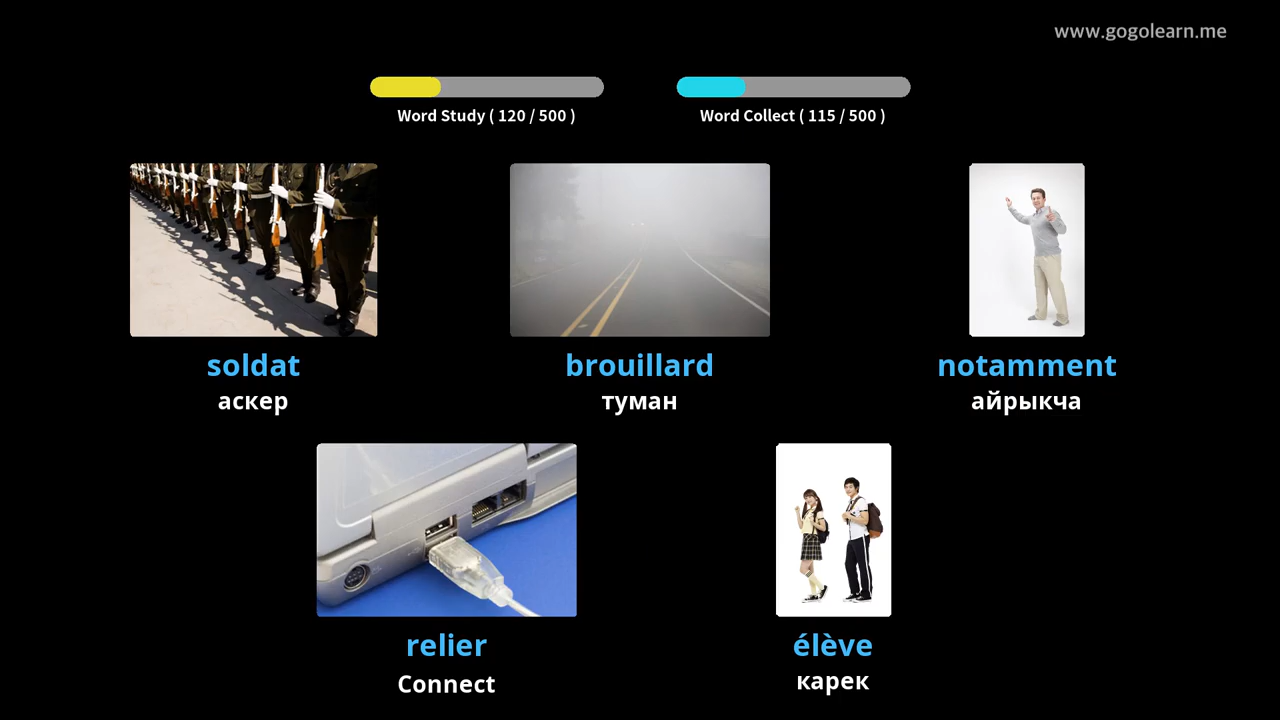 www.gogolearn.me
Word Study ( 120 / 500 )
Word Collect ( 115 / 500 )
soldat
аскер
brouillard
туман
notamment
айрыкча
relier
Connect
élève
карек